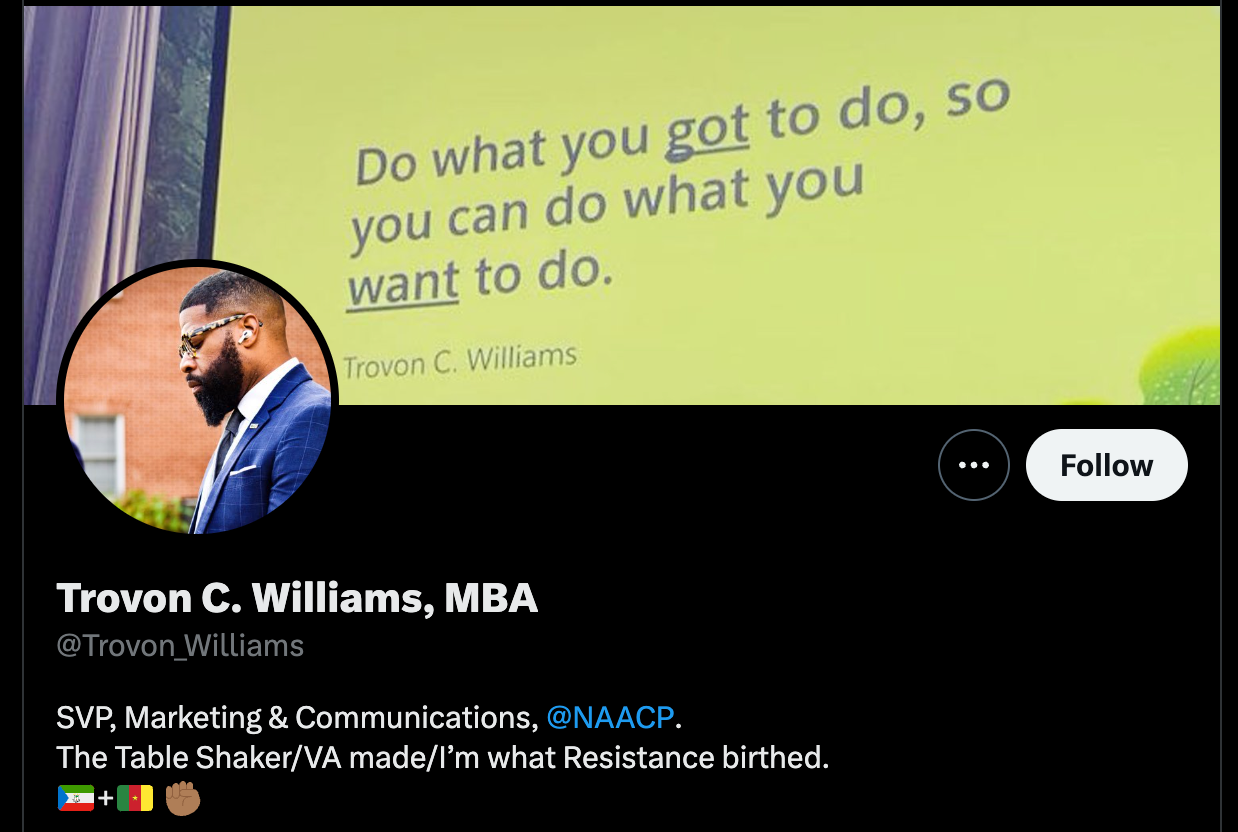 Do what you got to do, so
you can do what you
want to do.
Trovon C. Williams
Follow
Trovon C. Williams, MBA
@Trovon_Williams
SVP, Marketing & Communications, @NAACP.
The Table Shaker/VA made/I’m what Resistance birthed.
🇬🇶+🇨🇲 ✊🏾